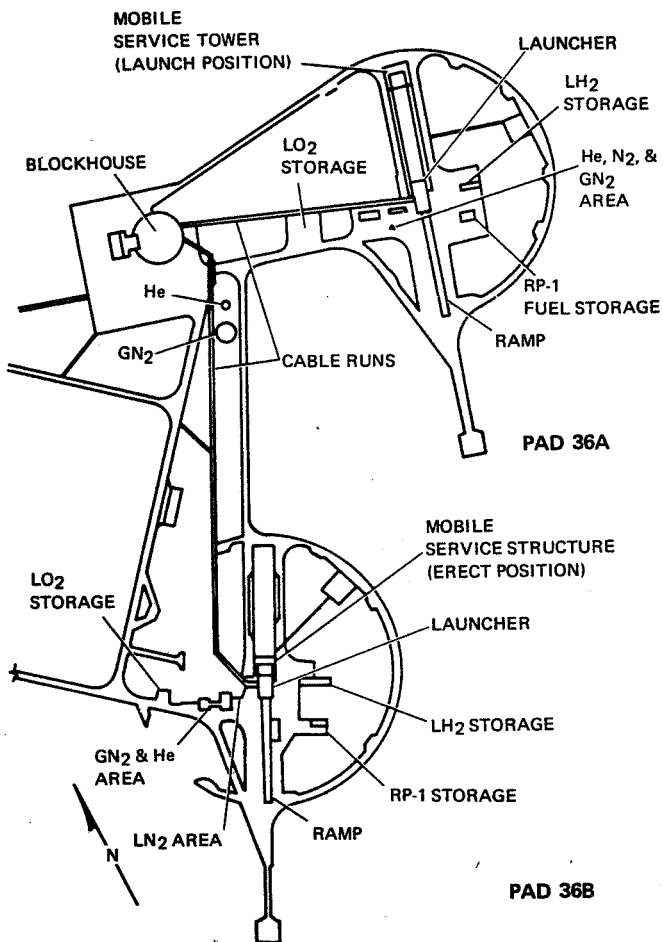 MOBILE
SERVICE TOWER
(LAUNCH POSITION)
LAUNCHER
LH2
STORAGE
BLOCKHOUSE
LO2
STORAGE
He, N2, &
GN2
AREA
He
GN2
CABLE RUNS
RP-1
FUEL STORAGE
RAMP
PAD 36A
MOBILE
SERVICE STRUCTURE
(ERECT POSITION)
LO2
STORAGE
LAUNCHER
LH2 STORAGE
GN2 & He
AREA
RP-1 STORAGE
LN2 AREA
RAMP
N
PAD 36B